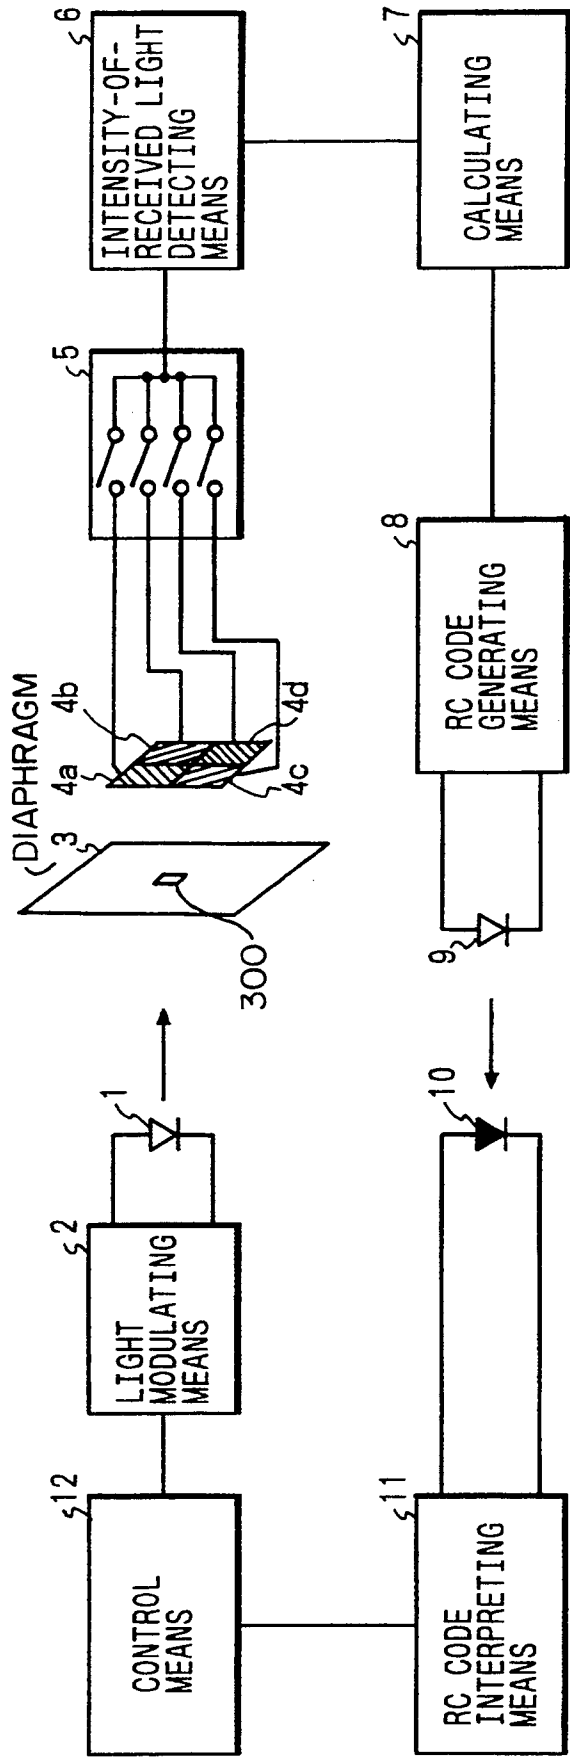 12
CONTROL
MEANS
2
LIGHT
MODULATING
MEANS
1
DIAPHRAGM
3
300
4a
4b
4c
4d
5
6
INTENSITY-OF-
RECEIVED LIGHT
DETECTING
MEANS
11
RC CODE
INTERPRETING
MEANS
10
9
8
RC CODE
GENERATING
MEANS
7
CALCULATING
MEANS